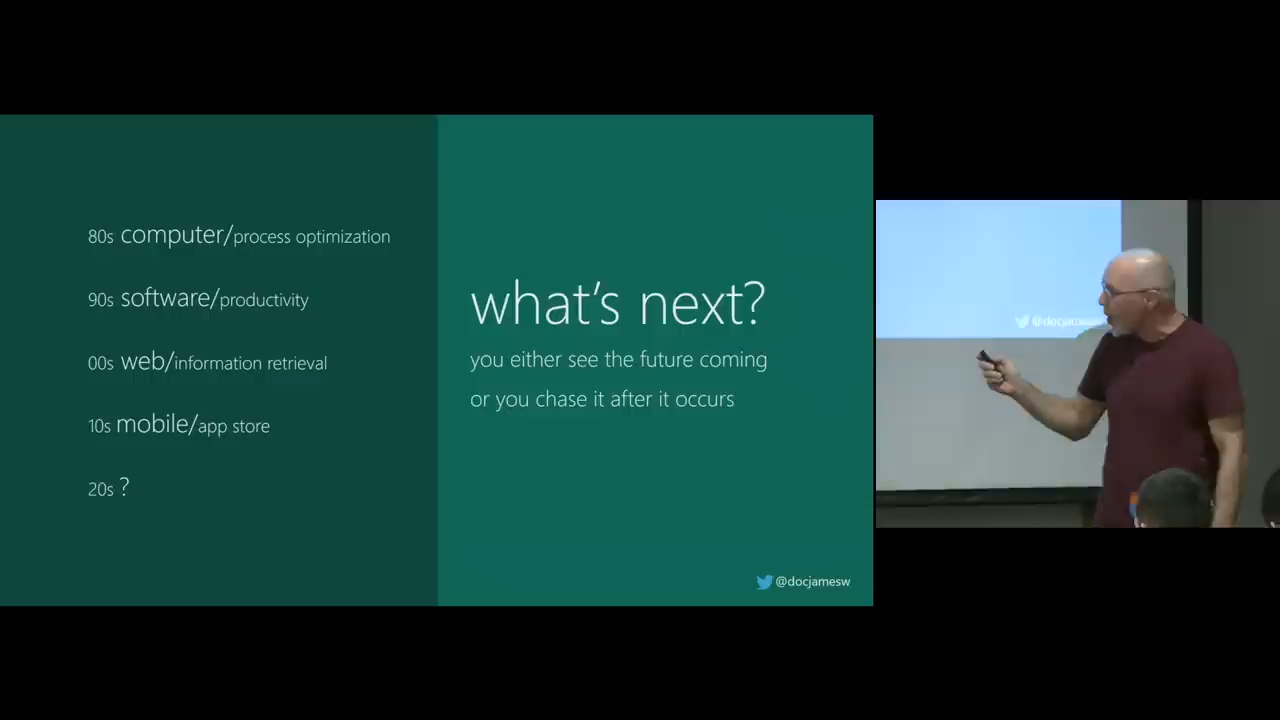 80s computer/process optimization
90s software/productivity
00s web/information retrieval
10s mobile/app store
20s ?
what's next?
you either see the future coming
or you chase it after it occurs
@docjamesw
@docjamesw